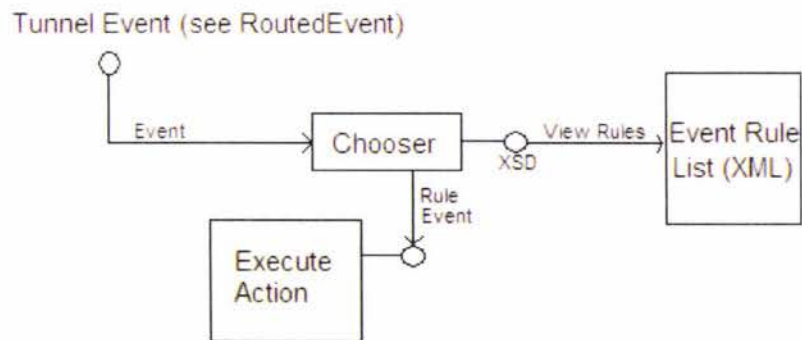 Tunnel Event (see RoutedEvent)
Event
Chooser
XSD
View Rules
Event Rule
List (XML)
Rule
Event
Execute
Action